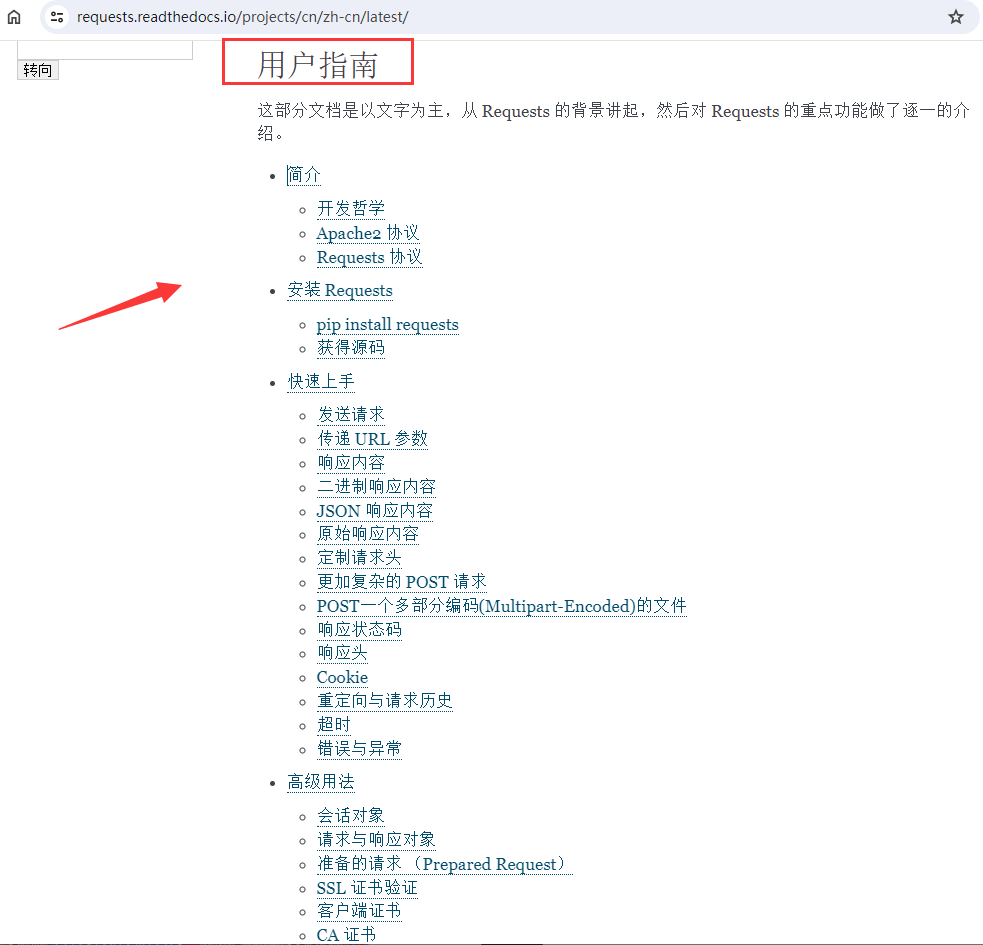 requests.readthedocs.io/projects/cn/zh-cn/latest/
转向
用户指南
这部分文档是以文字为主，从 Requests 的背景讲起，然后对 Requests 的重点功能做了逐一的介
绍。
简介
开发哲学
Apache2 协议
Requests 协议
安装 Requests
pip install requests
获得源码
快速上手
发送请求
传递 URL 参数
响应内容
二进制响应内容
JSON 响应内容
原始响应内容
定制请求头
更加复杂的 POST 请求
POST一个多部分编码(Multipart-Encoded)的文件
响应状态码
响应头
Cookie
重定向与请求历史
超时
错误与异常
高级用法
会话对象
请求与响应对象
准备的请求 （Prepared Request）
SSL 证书验证
客户端证书
CA 证书